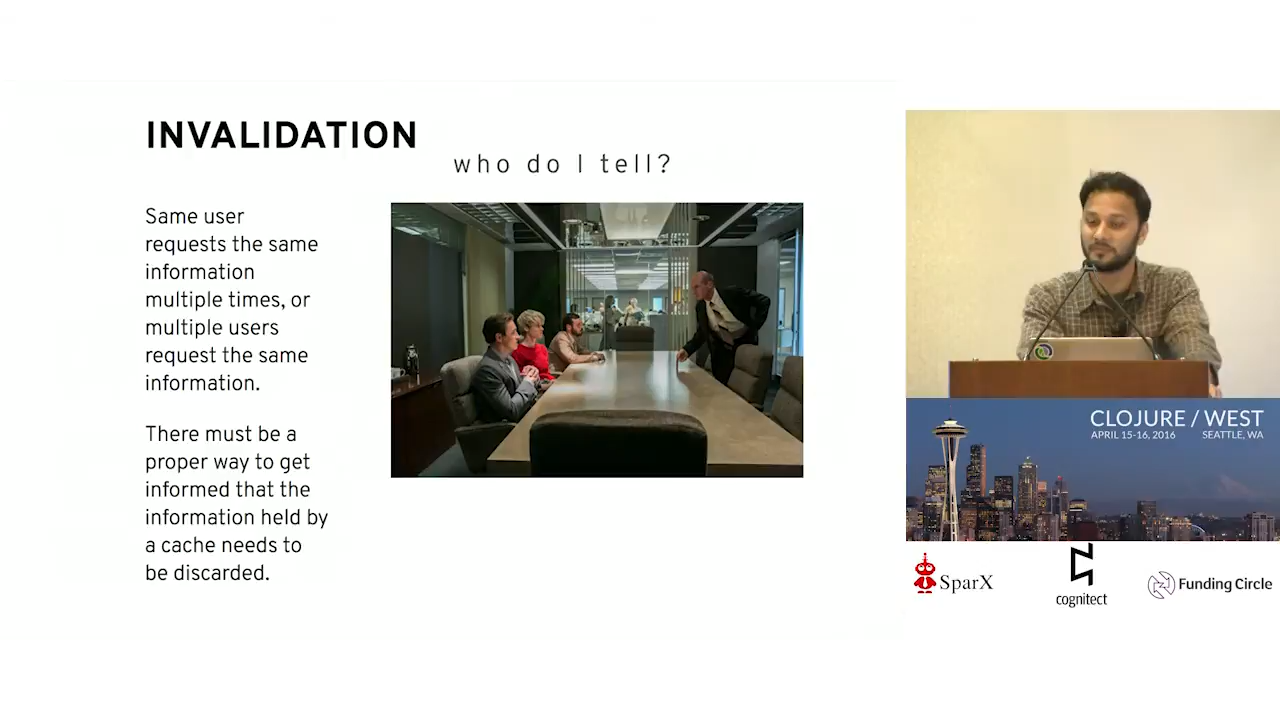 INVALIDATION
who do I tell?
Same user
requests the same
information
multiple times, or
multiple users
request the same
information.
There must be a
proper way to get
informed that the
information held by
a cache needs to
be discarded.
CLOJURE / WEST
APRIL 15-16, 2016 SEATTLE, WA
SparX
cognitect
Funding Circle